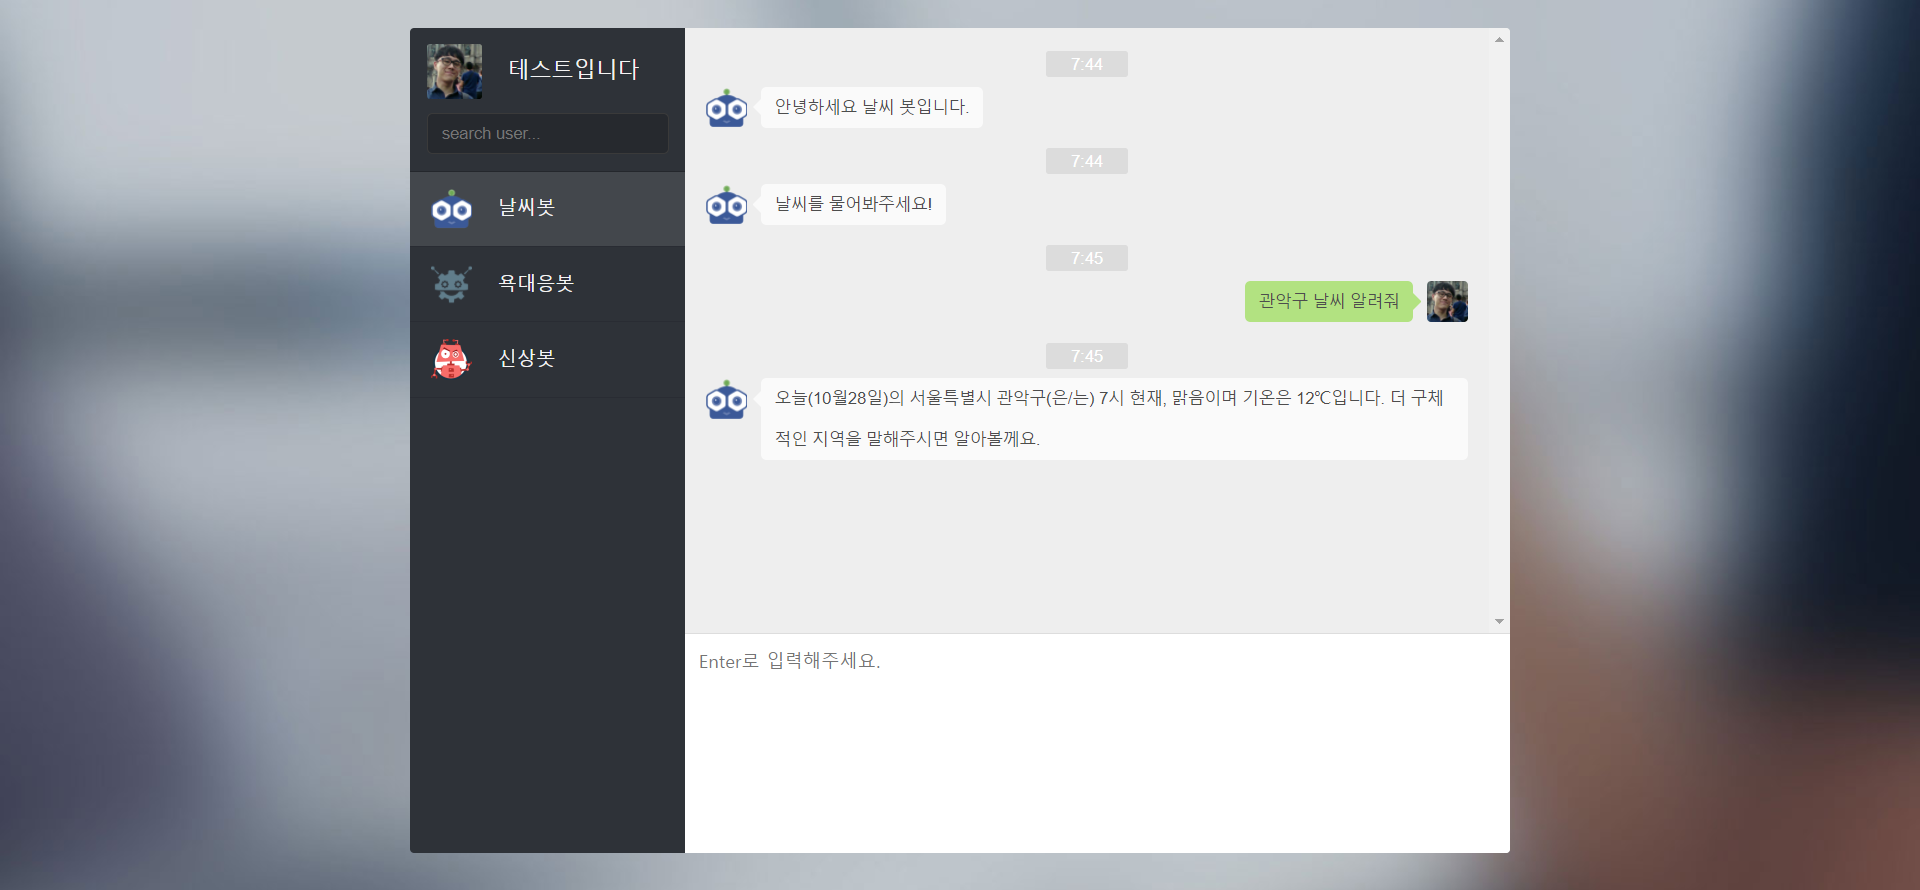 테스트입니다
search user...
날씨봇
욕대응봇
신상봇
7:44
안녕하세요 날씨 봇입니다.
7:44
날씨를 물어봐주세요!
7:45
관악구 날씨 알려줘
7:45
오늘(10월28일)의 서울특별시 관악구(은/는) 7시 현재, 맑음이며 기온은 12℃입니다. 더 구체
적인 지역을 말해주시면 알아볼께요.
Enter로 입력해주세요.